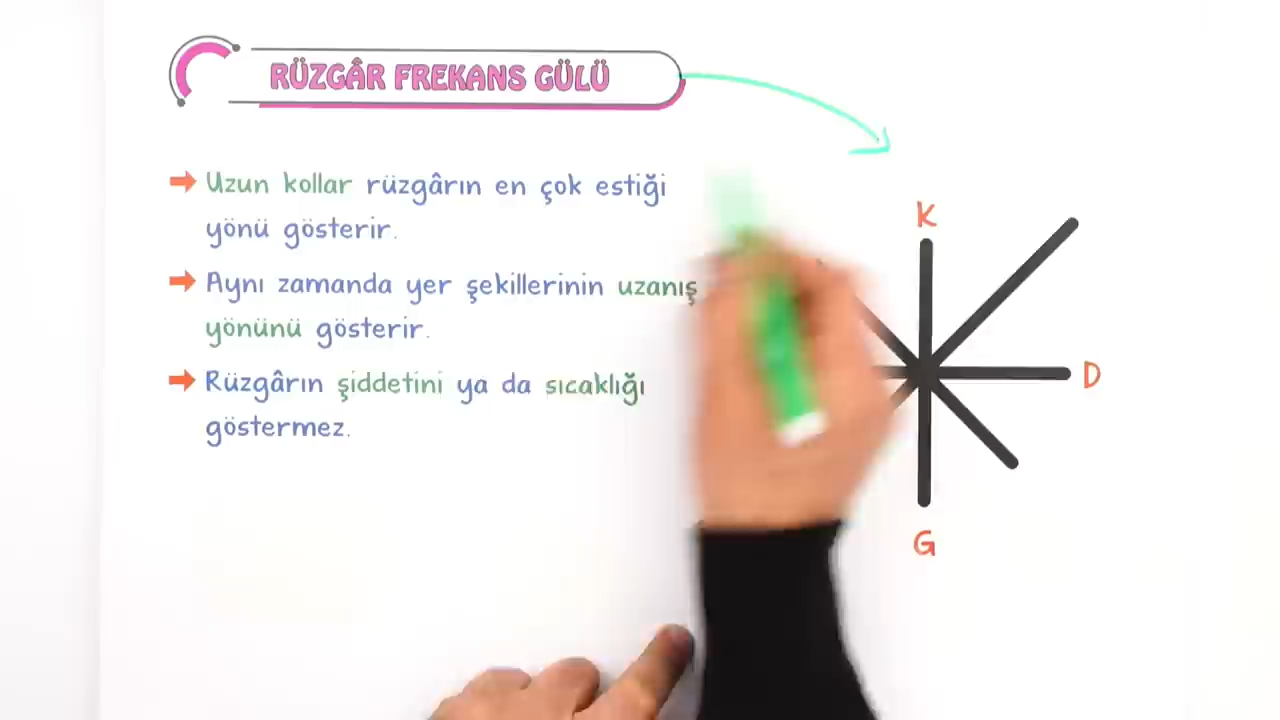 RÜZGÂR FREKANS GÜLÜ
Uzun kollar rüzgârın en çok estiği
yönü gösterir.
Aynı zamanda yer şekillerinin uzanış
yönünü gösterir.
Rüzgârın şiddetini ya da sıcaklığı
göstermez.
K
D
G